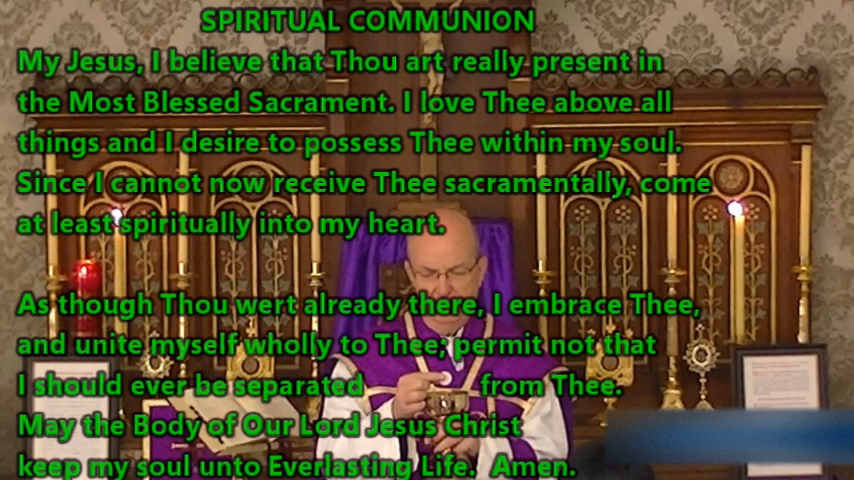 SPIRITUAL COMMUNION
My Jesus, I believe that Thou art really present in
the Most Blessed Sacrament. I love Thee above all
things and I desire to possess Thee within my soul.
Since I cannot now receive Thee sacramentally, come
at least spiritually into my heart.
As though Thou wert already there, I embrace Thee,
and unite myself wholly to Thee; permit not that
I should ever be separated from Thee.
May the Body of Our Lord Jesus Christ
keep my soul unto Everlasting Life. Amen.